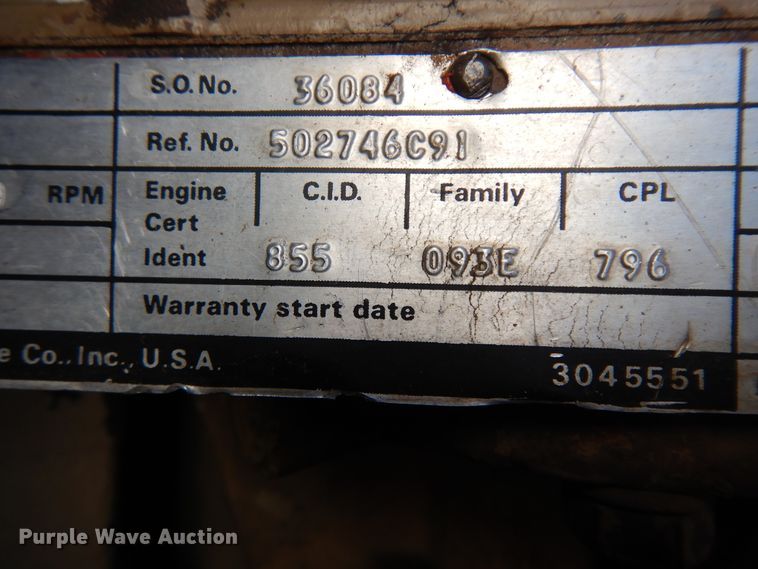 S.O. No. 36084
Ref. No. 502746C91
RPM Engine Cert Ident C.I.D. Family CPL
855 093E 796
Warranty start date
e Co., Inc., U.S.A. 3045551
Purple Wave Auction